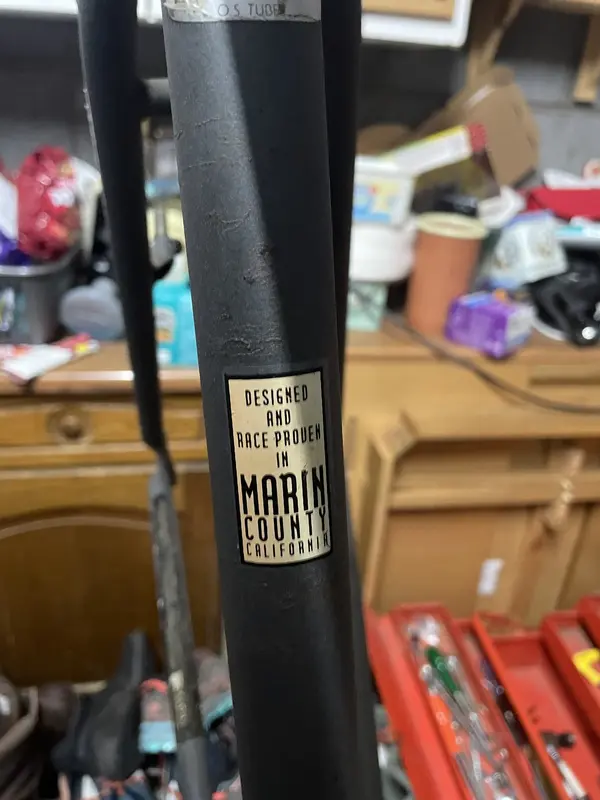 O.S. TUBE
DESIGNED
AND
RACE PROVEN
IN
MARIN
COUNTY
CALIFORNIA